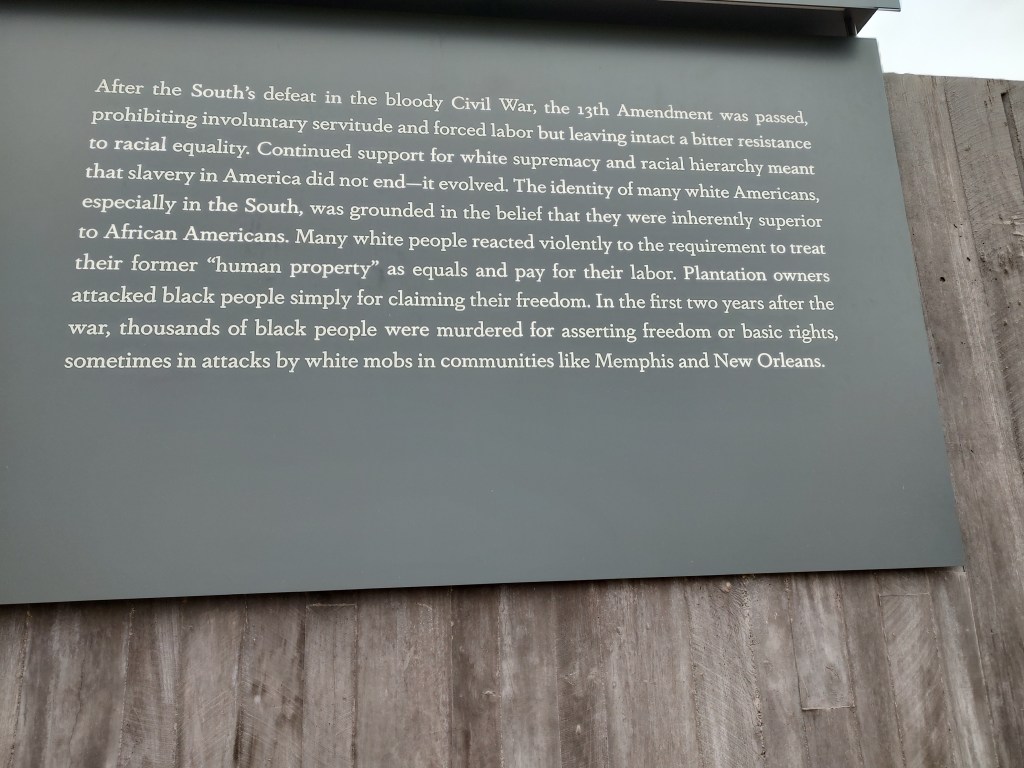 After the South's defeat in the bloody Civil War, the 13th Amendment was passed,
prohibiting involuntary servitude and forced labor but leaving intact a bitter resistance
to racial equality. Continued support for white supremacy and racial hierarchy meant
that slavery in America did not end—it evolved. The identity of many white Americans,
especially in the South, was grounded in the belief that they were inherently superior
to African Americans. Many white people reacted violently to the requirement to treat
their former “human property” as equals and pay for their labor. Plantation owners
attacked black people simply for claiming their freedom. In the first two years after the
war, thousands of black people were murdered for asserting freedom or basic rights,
sometimes in attacks by white mobs in communities like Memphis and New Orleans.